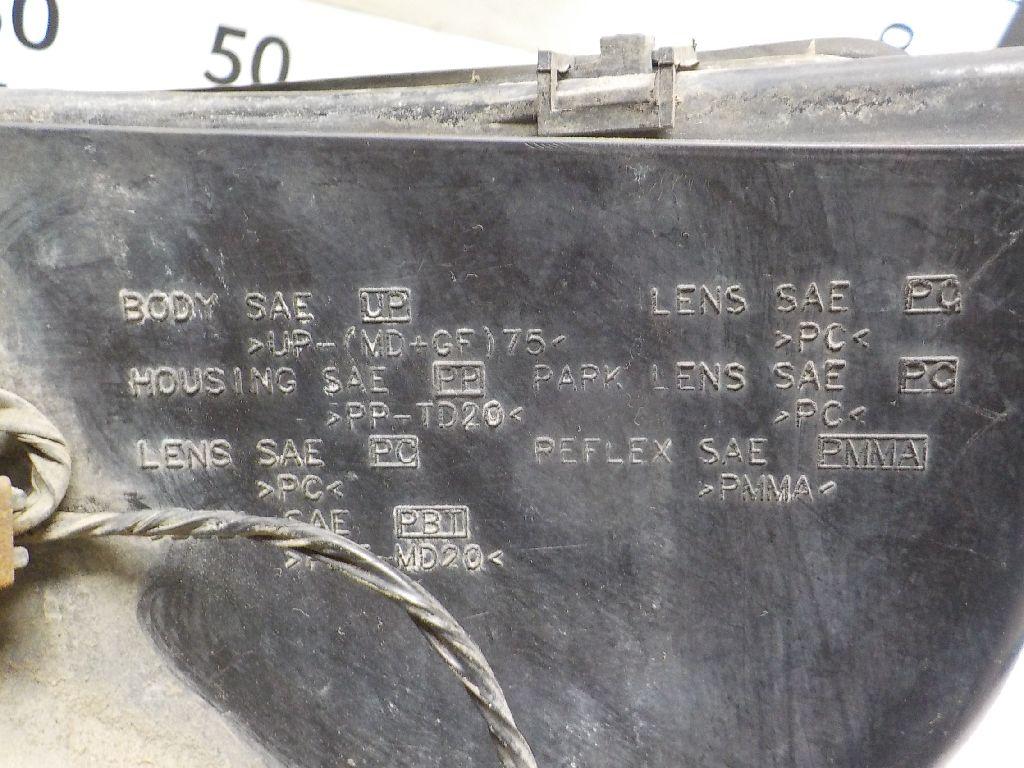 50
BODY SAE UP
>UP-(MD+GF)75<
HOUSING SAE PP
>PP-TD20<
LENS SAE PC
>PC<
SAE PBT
MD20<
LENS SAE PC
>PC<
PARK LENS SAE PC
>PC<
REFLEX SAE PMMA
>PMMA<